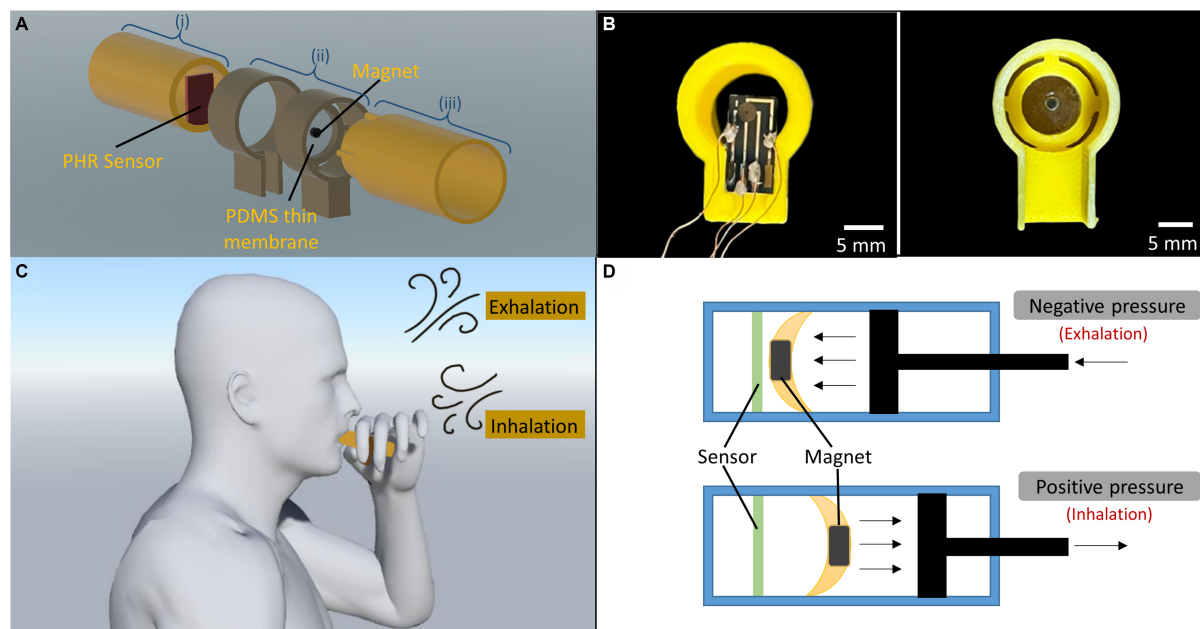 A
(i)
(ii)
Magnet
(iii)
PHR Sensor
PDMS thin
membrane
B
5 mm
5 mm
C
Exhalation
Inhalation
D
Negative pressure
(Exhalation)
Sensor
Magnet
Positive pressure
(Inhalation)